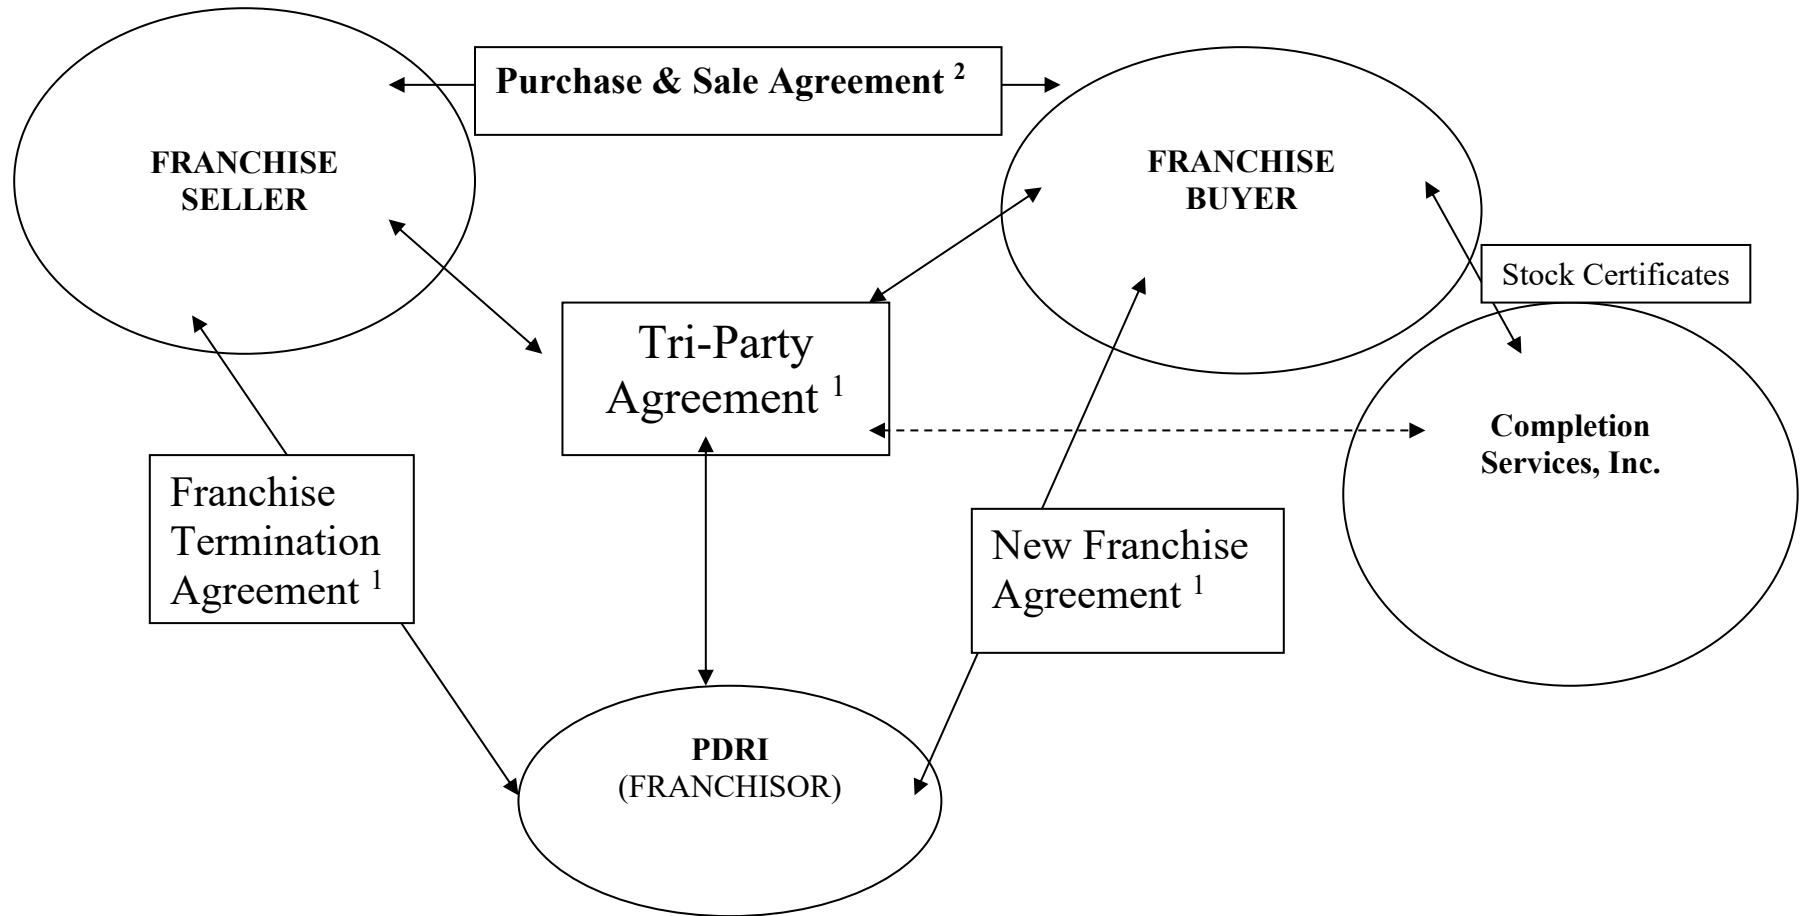 Purchase & Sale Agreement ²
FRANCHISE
SELLER
FRANCHISE
BUYER
Stock Certificates
Tri-Party
Agreement ¹
Completion
Services, Inc.
Franchise
Termination
Agreement ¹
New Franchise
Agreement ¹
PDRI
(FRANCHISOR)